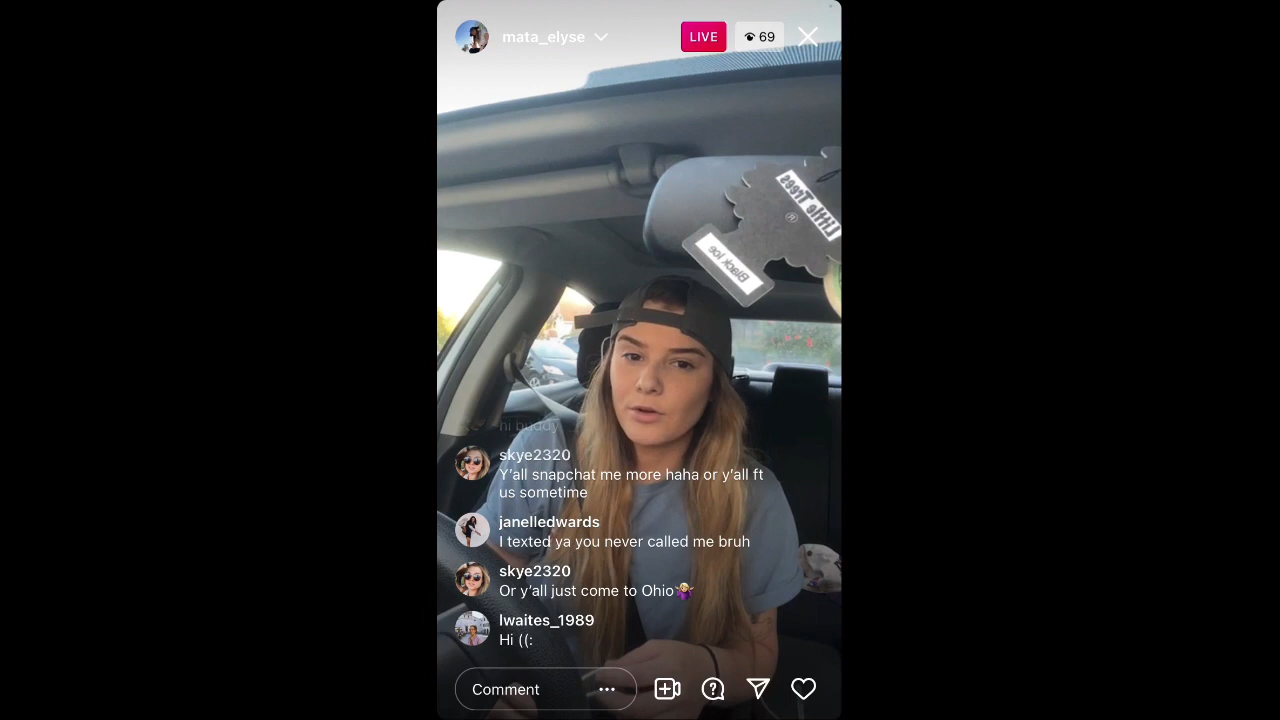 mata_elyse
LIVE
69
Little Trees
®
Black Ice
hi buddy
skye2320
Y'all snapchat me more haha or y'all ft
us sometime
janelledwards
I texted ya you never called me bruh
skye2320
Or y'all just come to Ohio🤷🏼‍♀️
lwaites_1989
Hi ((:
Comment